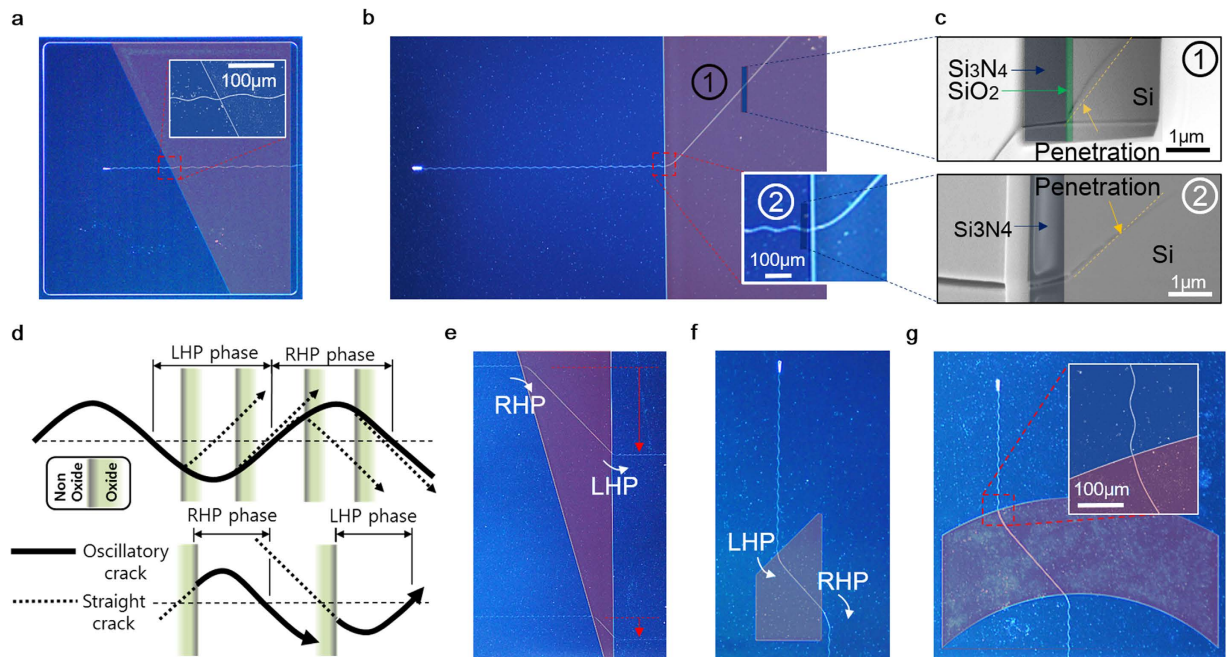 a
100μm
b
1
2
100μm
c
Si3N4
SiO2
1
Si
Penetration
1μm
Penetration
2
Si3N4
Si
1μm
d
LHP phase
RHP phase
Non
Oxide
Oxide
RHP phase
LHP phase
Oscillatory
crack
Straight
crack
e
RHP
LHP
f
LHP
RHP
g
100μm